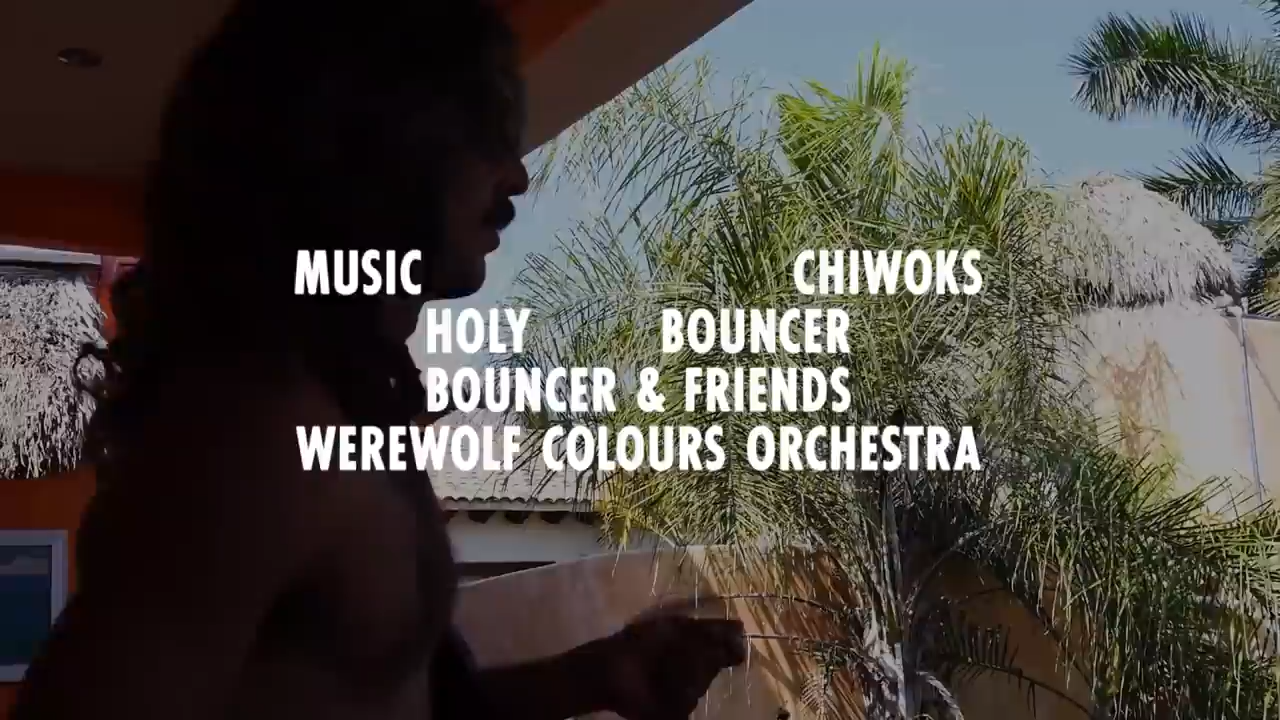 MUSIC CHIWOKS
HOLY BOUNCER
BOUNCER & FRIENDS
WEREWOLF COLOURS ORCHESTRA